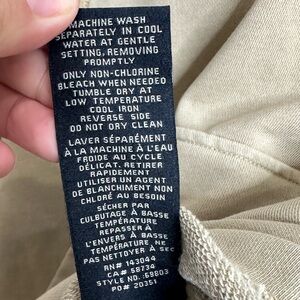 MACHINE WASH
SEPARATELY IN COOL
WATER AT GENTLE
SETTING, REMOVING
PROMPTLY
ONLY NON-CHLORINE
BLEACH WHEN NEEDED
TUMBLE DRY AT
LOW TEMPERATURE
COOL IRON
REVERSE SIDE
DO NOT DRY CLEAN
LAVER SÉPARÉMENT
À LA MACHINE À L'EAU
FROIDE AU CYCLE
DÉLICAT. RETIRER
RAPIDEMENT
UTILISER UN AGENT
DE BLANCHIMENT NON
CHLORÉ AU BESOIN
SÉCHER PAR
CULBUTAGE À BASSE
TEMPÉRATURE
REPASSER À
L'ENVERS À BASSE
TEMPÉRATURE NE
PAS NETTOYER À SEC
RN# 143044
CA# 58734
STYLE NO. :69803
PO# 20351